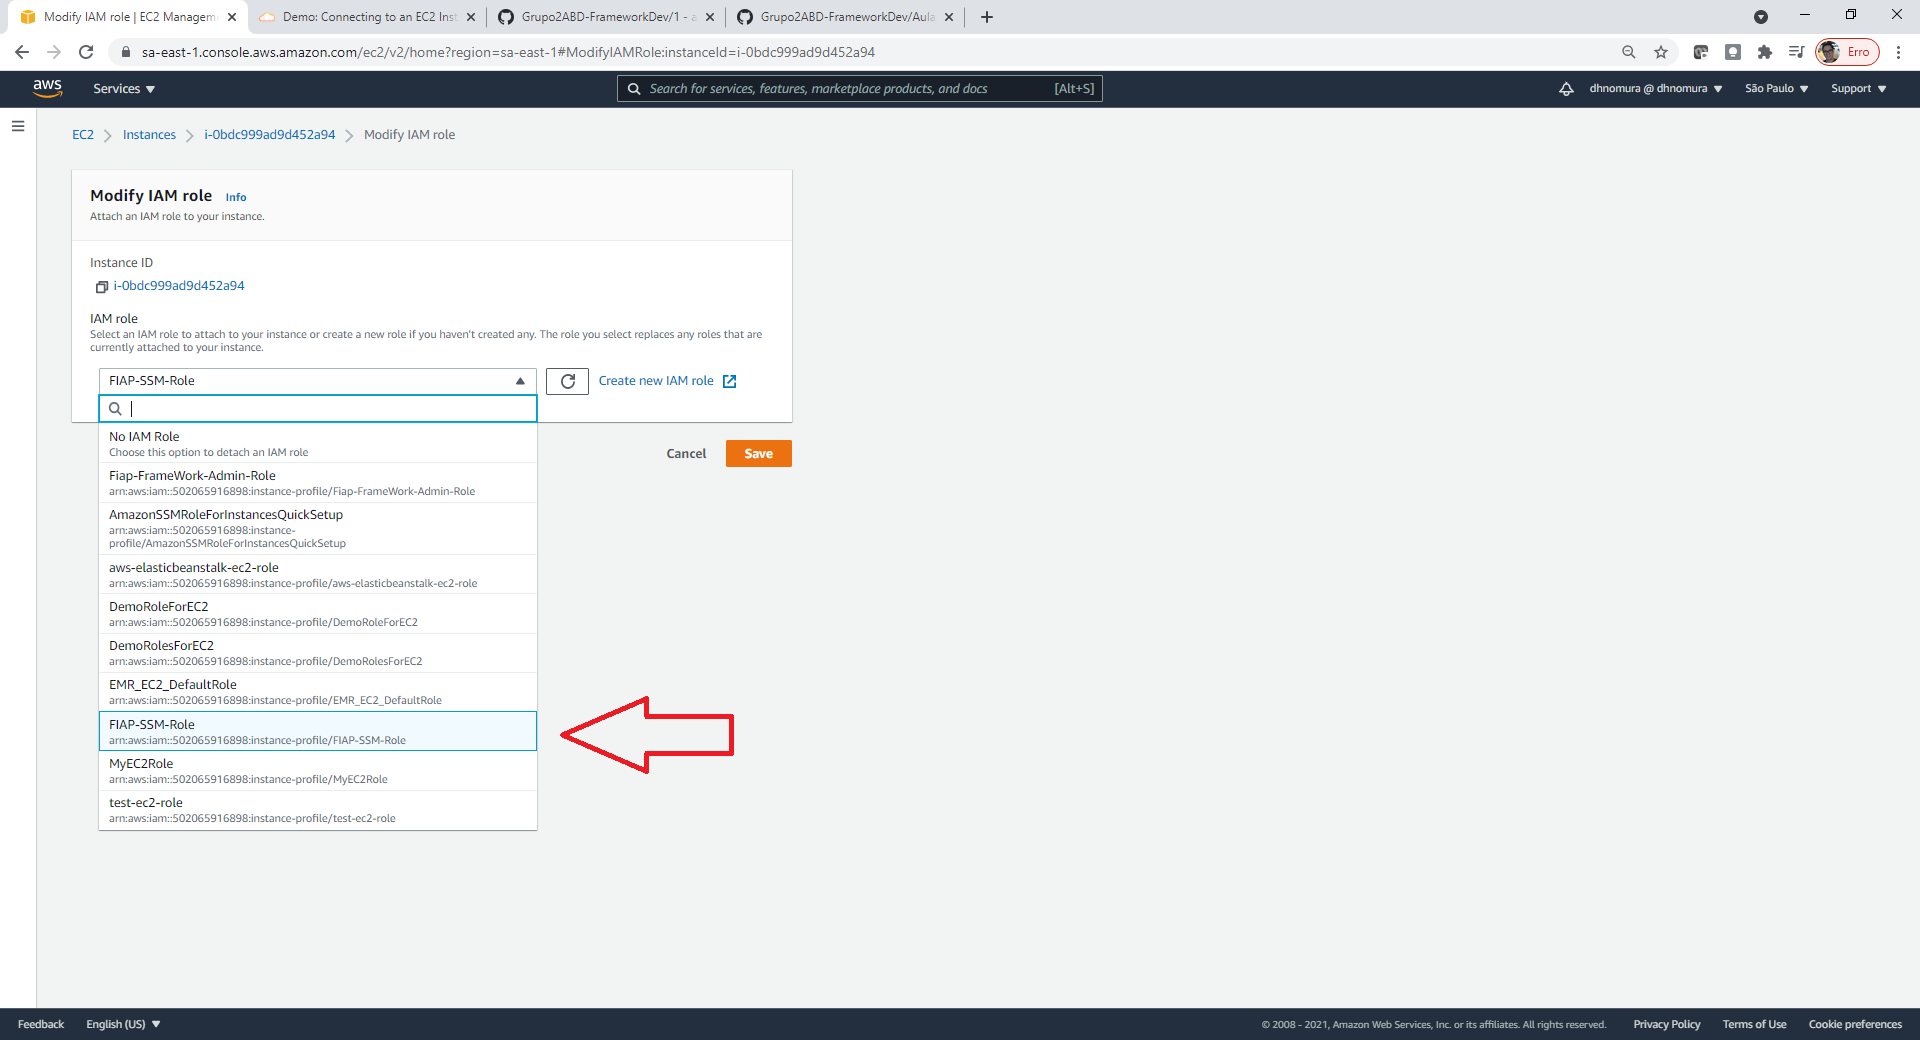 Modify IAM role | EC2 Managem
Demo: Connecting to an EC2 Inst
Grupo2ABD-FrameworkDev/1 - a
Grupo2ABD-FrameworkDev/Aula
sa-east-1.console.aws.amazon.com/ec2/v2/home?region=sa-east-1#ModifyIAMRole:instanceId=i-0bdc999ad9d452a94
Erro
aws
Services
Search for services, features, marketplace products, and docs
[Alt+S]
dhnomura @ dhnomura
São Paulo
Support
EC2
Instances
i-0bdc999ad9d452a94
Modify IAM role
Modify IAM role
Info
Attach an IAM role to your instance.
Instance ID
i-0bdc999ad9d452a94
IAM role
Select an IAM role to attach to your instance or create a new role if you haven't created any. The role you select replaces any roles that are
currently attached to your instance.
FIAP-SSM-Role
Create new IAM role
No IAM Role
Choose this option to detach an IAM role
Cancel
Save
Fiap-FrameWork-Admin-Role
arn:aws:iam::502065916898:instance-profile/Fiap-FrameWork-Admin-Role
AmazonSSMRoleForInstancesQuickSetup
arn:aws:iam::502065916898:instance-
profile/AmazonSSMRoleForInstancesQuickSetup
aws-elasticbeanstalk-ec2-role
arn:aws:iam::502065916898:instance-profile/aws-elasticbeanstalk-ec2-role
DemoRoleForEC2
arn:aws:iam::502065916898:instance-profile/DemoRoleForEC2
DemoRolesForEC2
arn:aws:iam::502065916898:instance-profile/DemoRolesForEC2
EMR_EC2_DefaultRole
arn:aws:iam::502065916898:instance-profile/EMR_EC2_DefaultRole
FIAP-SSM-Role
arn:aws:iam::502065916898:instance-profile/FIAP-SSM-Role
MyEC2Role
arn:aws:iam::502065916898:instance-profile/MyEC2Role
test-ec2-role
arn:aws:iam::502065916898:instance-profile/test-ec2-role
Feedback
English (US)
© 2008 - 2021, Amazon Web Services, Inc. or its affiliates. All rights reserved.
Privacy Policy
Terms of Use
Cookie preferences